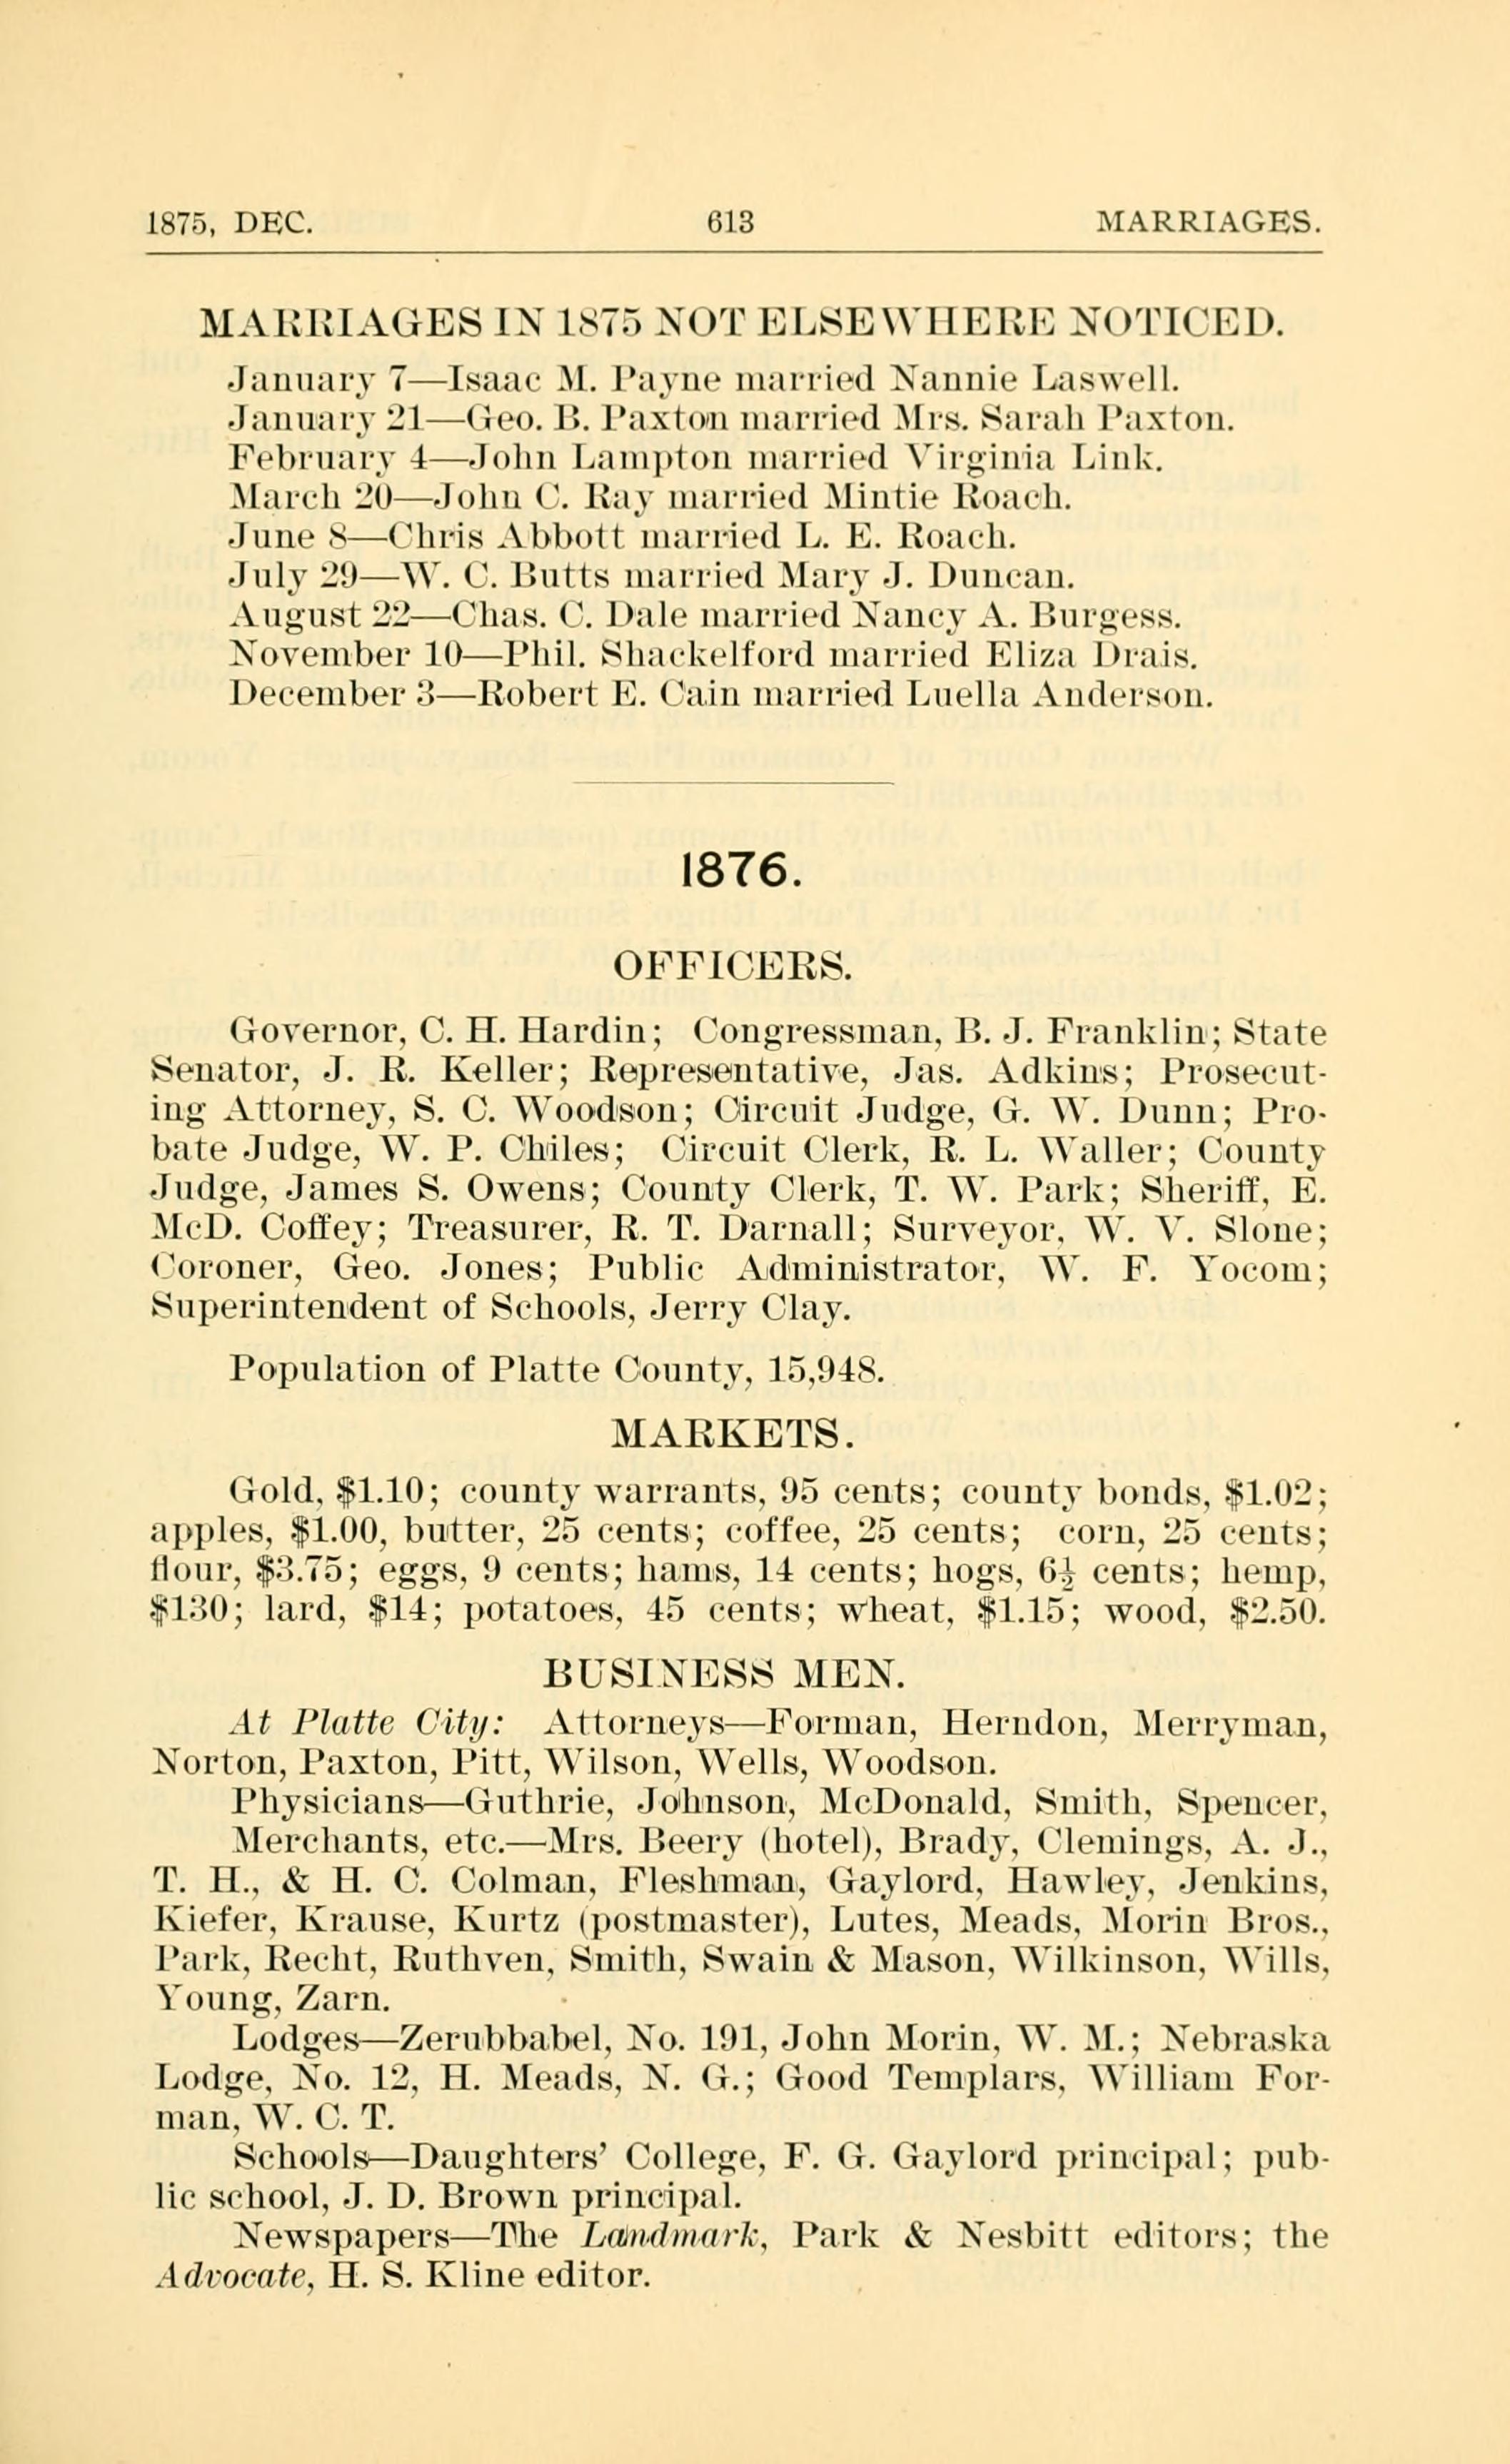 1875, DEC. 613 MARRIAGES.
MARRIAGES IN 1875 NOT ELSEWHERE NOTICED.
January 7—Isaac M. Payne married Nannie Laswell.
January 21—Geo. B. Paxton married Mrs. Sarah Paxton.
February 4—John Lampton married Virginia Link.
March 20—John C. Ray married Mintie Roach.
June 8—Chris Abbott married L. E. Roach.
July 29—W. C. Butts married Mary J. Duncan.
August 22—Chas. C. Dale married Nancy A. Burgess.
November 10—Phil. Shackelford married Eliza Drais.
December 3—Robert E. Cain married Luella Anderson.
1876.
OFFICERS.
Governor, C. H. Hardin; Congressman, B. J. Franklin; State
Senator, J. R. Keller; Representative, Jas. Adkins; Prosecut-
ing Attorney, S. C. Woodson; Circuit Judge, G. W. Dunn; Pro-
bate Judge, W. P. Chiles; Circuit Clerk, R. L. Waller; County
Judge, James S. Owens; County Clerk, T. W. Park; Sheriff, E.
McD. Coffey; Treasurer, R. T. Darnall; Surveyor, W. V. Slone;
Coroner, Geo. Jones; Public Administrator, W. F. Yocom;
Superintendent of Schools, Jerry Clay.
Population of Platte County, 15,948.
MARKETS.
Gold, $1.10; county warrants, 95 cents; county bonds, $1.02;
apples, $1.00, butter, 25 cents; coffee, 25 cents; corn, 25 cents;
flour, $3.75; eggs, 9 cents; hams, 14 cents; hogs, 6½ cents; hemp,
$130; lard, $14; potatoes, 45 cents; wheat, $1.15; wood, $2.50.
BUSINESS MEN.
At Platte City: Attorneys—Forman, Herndon, Merryman,
Norton, Paxton, Pitt, Wilson, Wells, Woodson.
Physicians—Guthrie, Johnson, McDonald, Smith, Spencer,
Merchants, etc.—Mrs. Beery (hotel), Brady, Clemings, A. J.,
T. H., & H. C. Colman, Fleshman, Gaylord, Hawley, Jenkins,
Kiefer, Krause, Kurtz (postmaster), Lutes, Meads, Morin Bros.,
Park, Recht, Ruthven, Smith, Swain & Mason, Wilkinson, Wills,
Young, Zarn.
Lodges—Zerubbabel, No. 191, John Morin, W. M.; Nebraska
Lodge, No. 12, H. Meads, N. G.; Good Templars, William For-
man, W. C. T.
Schools—Daughters' College, F. G. Gaylord principal; pub-
lic school, J. D. Brown principal.
Newspapers—The Landmark, Park & Nesbitt editors; the
Advocate, H. S. Kline editor.